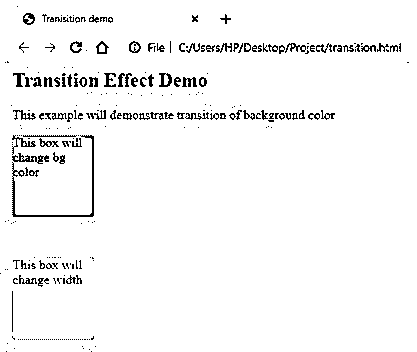 Tranisition demo
File | C:/Users/HP/Desktop/Project/transition.html
Transition Effect Demo
This example will demonstrate transition of background color
This box will
change bg
color
This box will
change width